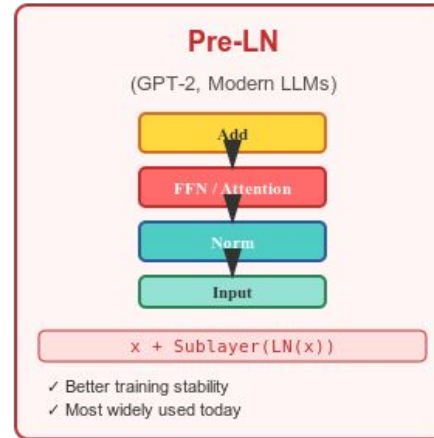 Pre-LN
(GPT-2, Modern LLMs)
Add
FFN / Attention
Norm
Input
x + Sublayer(LN(x))
✓ Better training stability
✓ Most widely used today